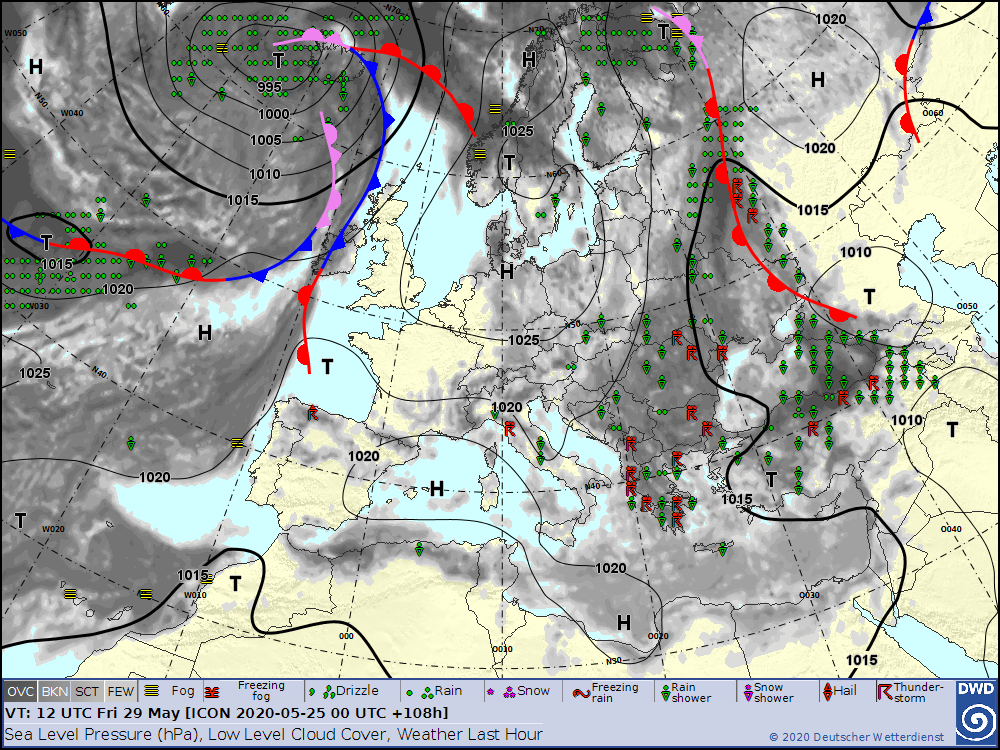 1020
N70
W050
H
T
H
T
H
995
N50
W040
1000
1005
1025
1020
O060
T
N60
1010
1015
1015
T
1015
1010
H
T
1020
W030
O050
H
N50
1025
T
1025
N40
1020
1010
T
1020
1020
T
H
N40
1015
T
W020
1020
O040
1015
T
W010
O030
H
000
O020
O010
N30
1015
OVC BKN SCT FEW Fog Freezing fog Drizzle Rain Snow Freezing rain Rain shower Snow shower Hail Thunder-storm DWD
VT: 12 UTC Fri 29 May [ICON 2020-05-25 00 UTC +108h]
Sea Level Pressure (hPa), Low Level Cloud Cover, Weather Last Hour
© 2020 Deutscher Wetterdienst